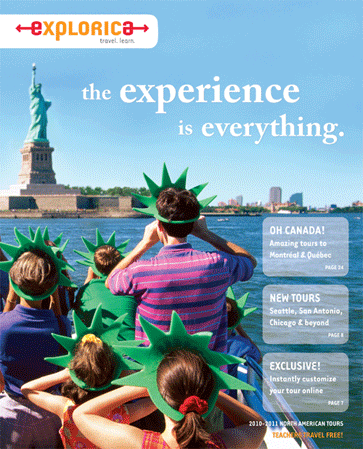 explorica
travel. learn.
the experience
is everything.
OH CANADA!
Amazing tours to
Montréal & Québec
PAGE 34
NEW TOURS
Seattle, San Antonio,
Chicago & beyond
PAGE 8
EXCLUSIVE!
Instantly customize
your tour online
PAGE 7
2010-2011 NORTH AMERICAN TOURS
TEACHERS TRAVEL FREE!